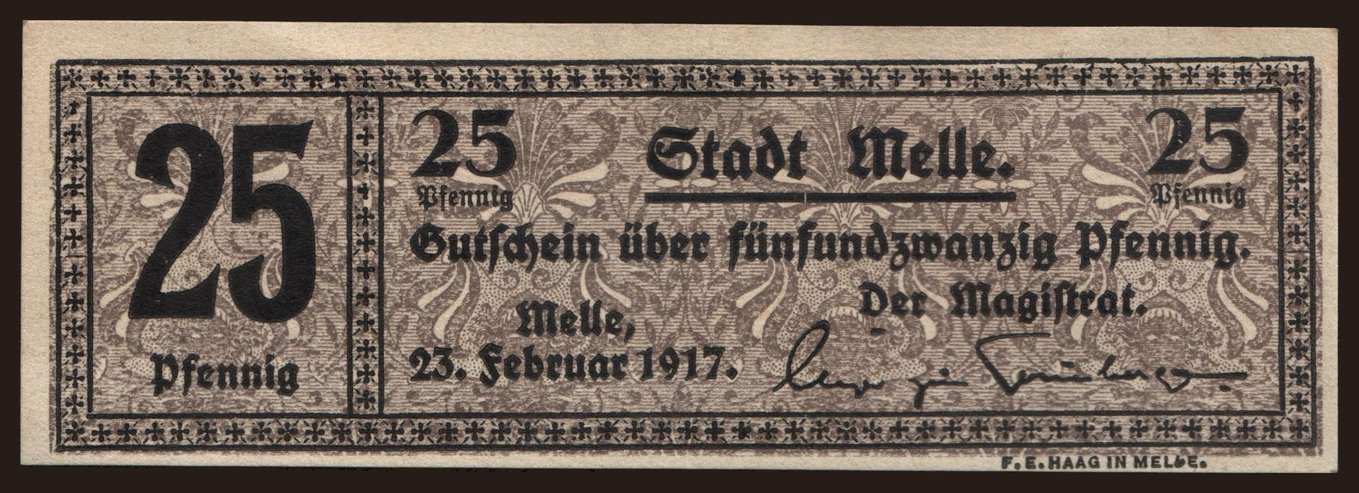 25
Pfennig
25
Pfennig
Stadt Melle.
25
Pfennig
Gutschein über fünfundzwanzig Pfennig.
Melle,
23. Februar 1917.
Der Magistrat.
F. E. HAAG IN MELLE.